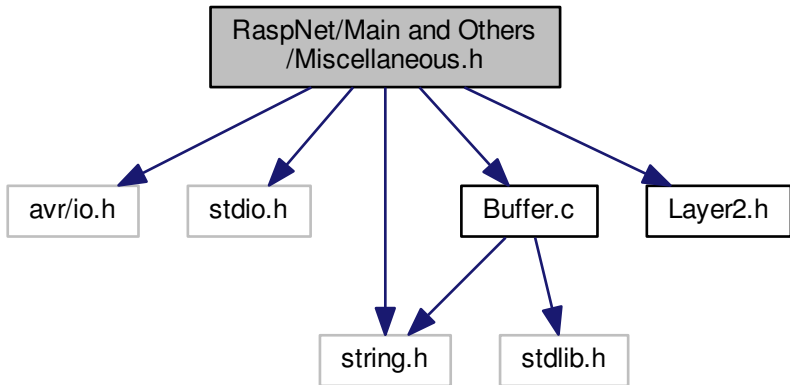 RaspNet/Main and Others
/Miscellaneous.h
avr/io.h
stdio.h
Buffer.c
Layer2.h
string.h
stdlib.h